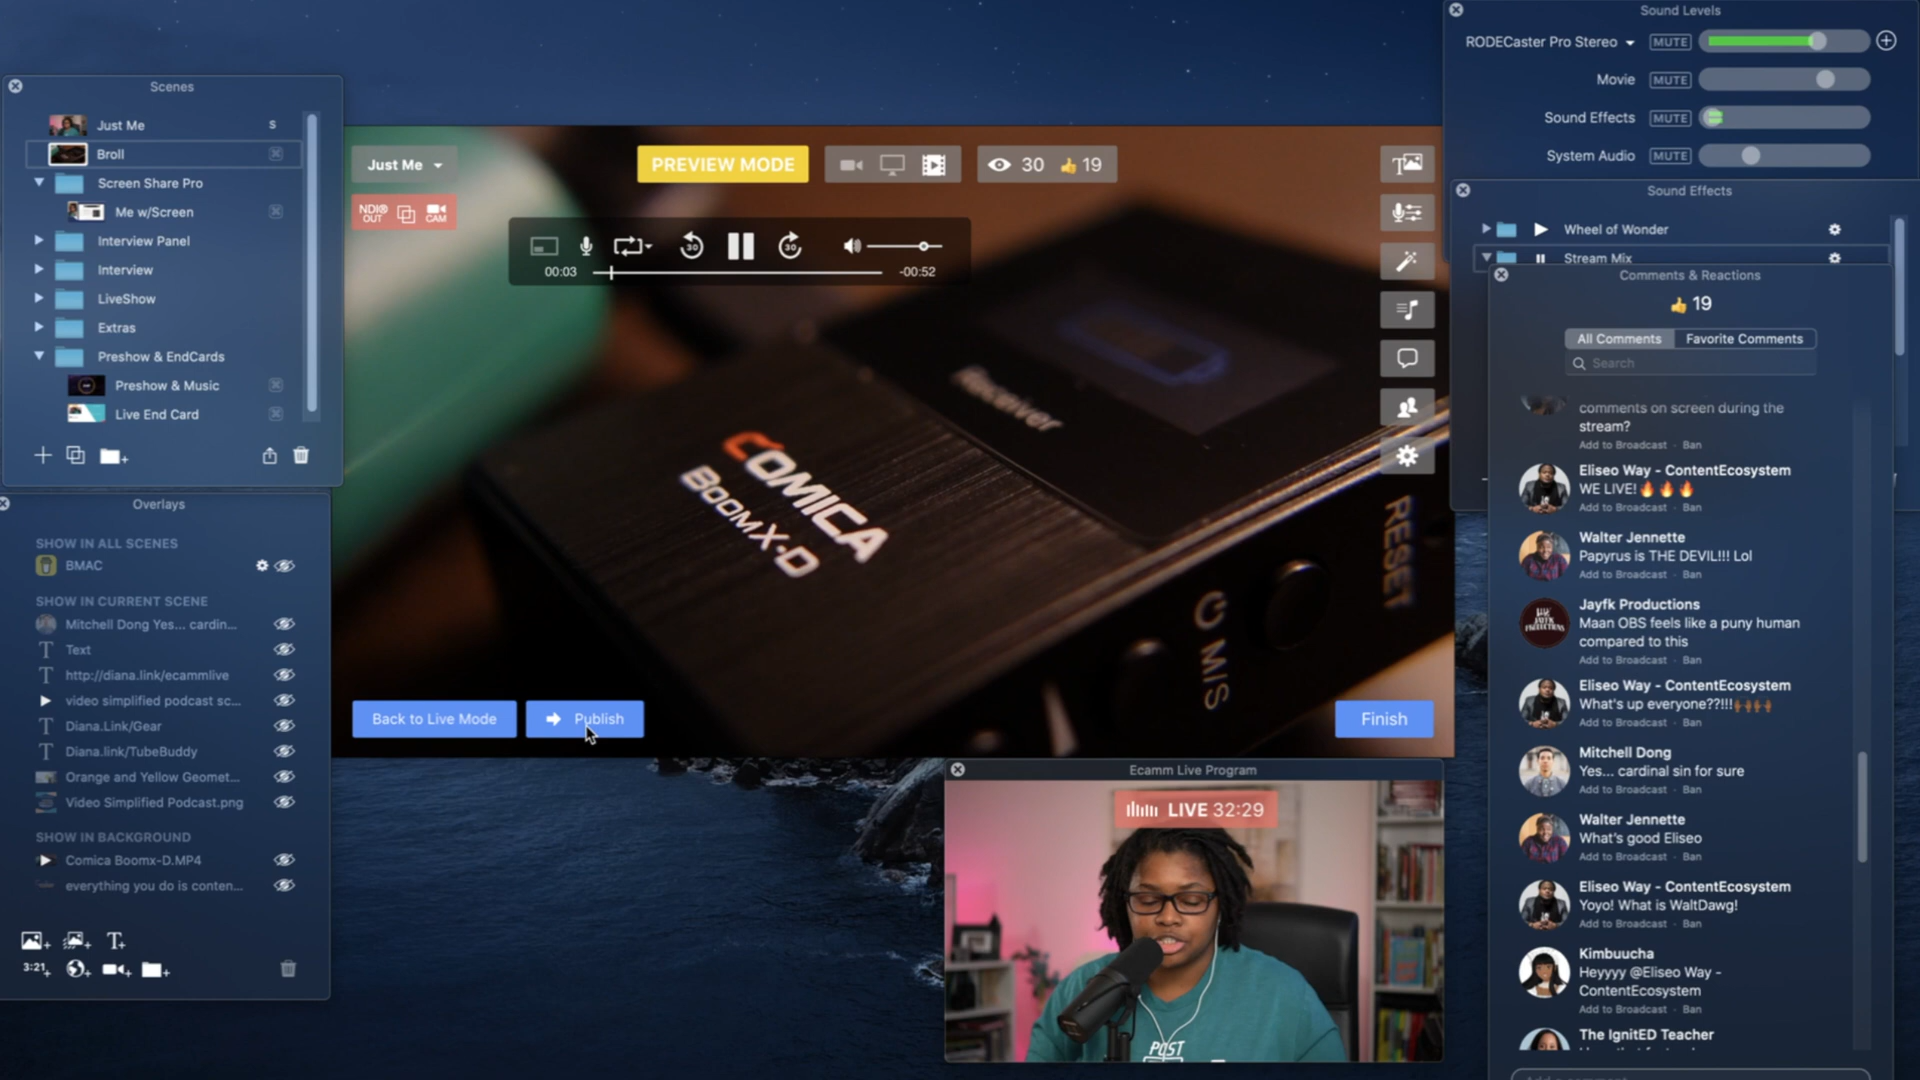 Scenes
Just Me
S
Broll
Screen Share Pro
Me w/Screen
Interview Panel
Interview
LiveShow
Extras
Preshow & EndCards
Preshow & Music
Live End Card
Overlays
SHOW IN ALL SCENES
BMAC
SHOW IN CURRENT SCENE
Mitchell Dong Yes... cardin...
Text
http://diana.link/ecammlive
video simplified podcast sc...
Diana.Link/Gear
Diana.link/TubeBuddy
Orange and Yellow Geomet...
Video Simplified Podcast.png
SHOW IN BACKGROUND
Comica Boomx-D.MP4
everything you do is conten...
3:21+
Just Me
PREVIEW MODE
30
19
NDI® OUT
CAM
30
30
00:03
-00:52
Receiver
COMICA
BOOMX-D
RESET
M/S
Back to Live Mode
Publish
Finish
Ecamm Live Program
LIVE 32:29
POST
Sound Levels
RODECaster Pro Stereo
MUTE
Movie
MUTE
Sound Effects
MUTE
System Audio
MUTE
Sound Effects
Wheel of Wonder
Stream Mix
Comments & Reactions
19
All Comments
Favorite Comments
Search
comments on screen during the
stream?
Add to Broadcast · Ban
Eliseo Way - ContentEcosystem
WE LIVE!🔥🔥🔥
Add to Broadcast · Ban
Walter Jennette
Papyrus is THE DEVIL!!! Lol
Add to Broadcast · Ban
Jayfk Productions
Maan OBS feels like a puny human
compared to this
Add to Broadcast · Ban
Eliseo Way - ContentEcosystem
What's up everyone??!!!
Add to Broadcast · Ban
Mitchell Dong
Yes... cardinal sin for sure
Add to Broadcast · Ban
Walter Jennette
What's good Eliseo
Add to Broadcast · Ban
Eliseo Way - ContentEcosystem
Yoyo! What is WaltDawg!
Add to Broadcast · Ban
Kimbuucha
Heyyyy @Eliseo Way -
ContentEcosystem
Add to Broadcast · Ban
The IgnitED Teacher